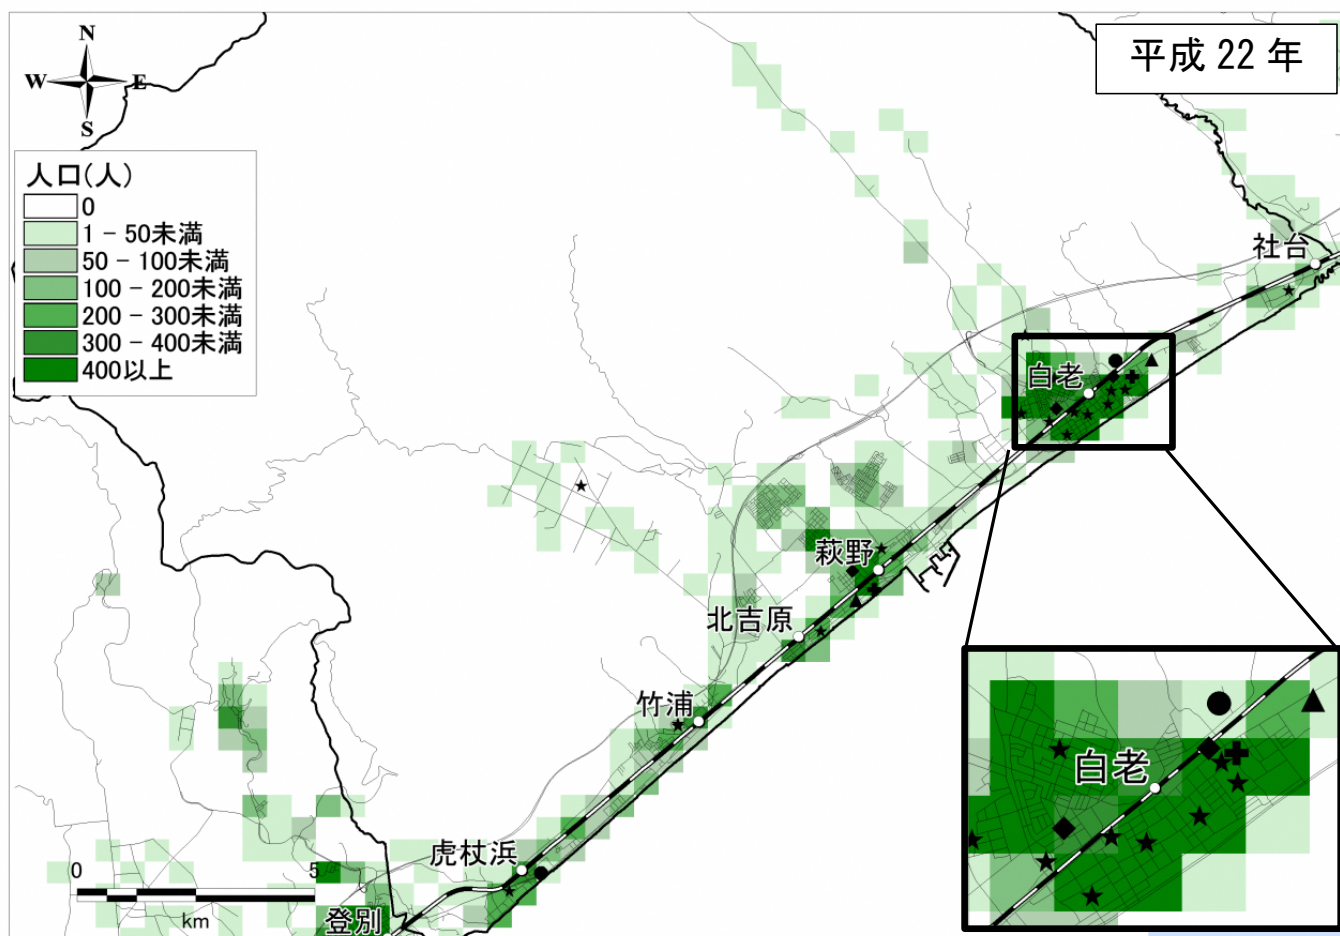 N
平成 22 年
W E
S
人口(人)
0
1 - 50未満
50 - 100未満
100 - 200未満
200 - 300未満
300 - 400未満
400以上
社台
白老
萩野
北吉原
竹浦
白老
虎杖浜
0 5
km
登別